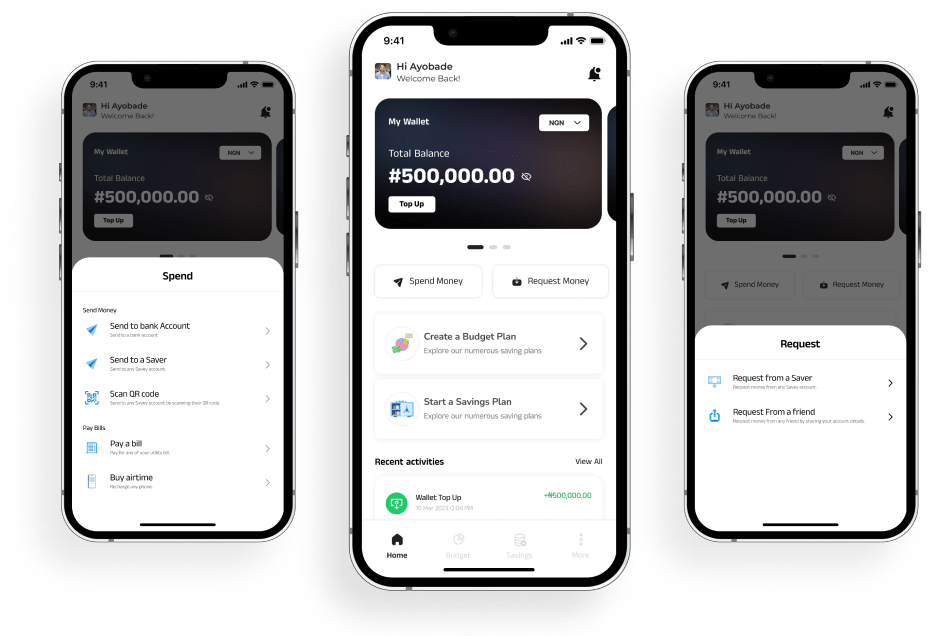 9:41
Hi Ayobade
Welcome Back!
My Wallet
NGN
Total Balance
#500,000.00
Top Up
Spend
Send Money
Send to bank Account
Send to a bank account
Send to a Saver
Send to any Savey account.
Scan QR code
Send to any Savey account by scanning their QR code.
Pay Bills
Pay a bill
Pay for any of your utility bill
Buy airtime
Recharge any phone
9:41
Hi Ayobade
Welcome Back!
My Wallet
NGN
Total Balance
#500,000.00
Top Up
Spend Money
Request Money
Create a Budget Plan
Explore our numerous saving plans
Start a Savings Plan
Explore our numerous saving plans
Recent activities
View All
Wallet Top Up
+₦500,000.00
10 Mar 2023 •2:04 PM
Home
Budget
Savings
More
9:41
Hi Ayobade
Welcome Back!
My Wallet
NGN
Total Balance
#500,000.00
Top Up
Spend Money
Request Money
Request
Request from a Saver
Request money from any Savey account.
Request From a friend
Request money from any friend by sharing your account details.